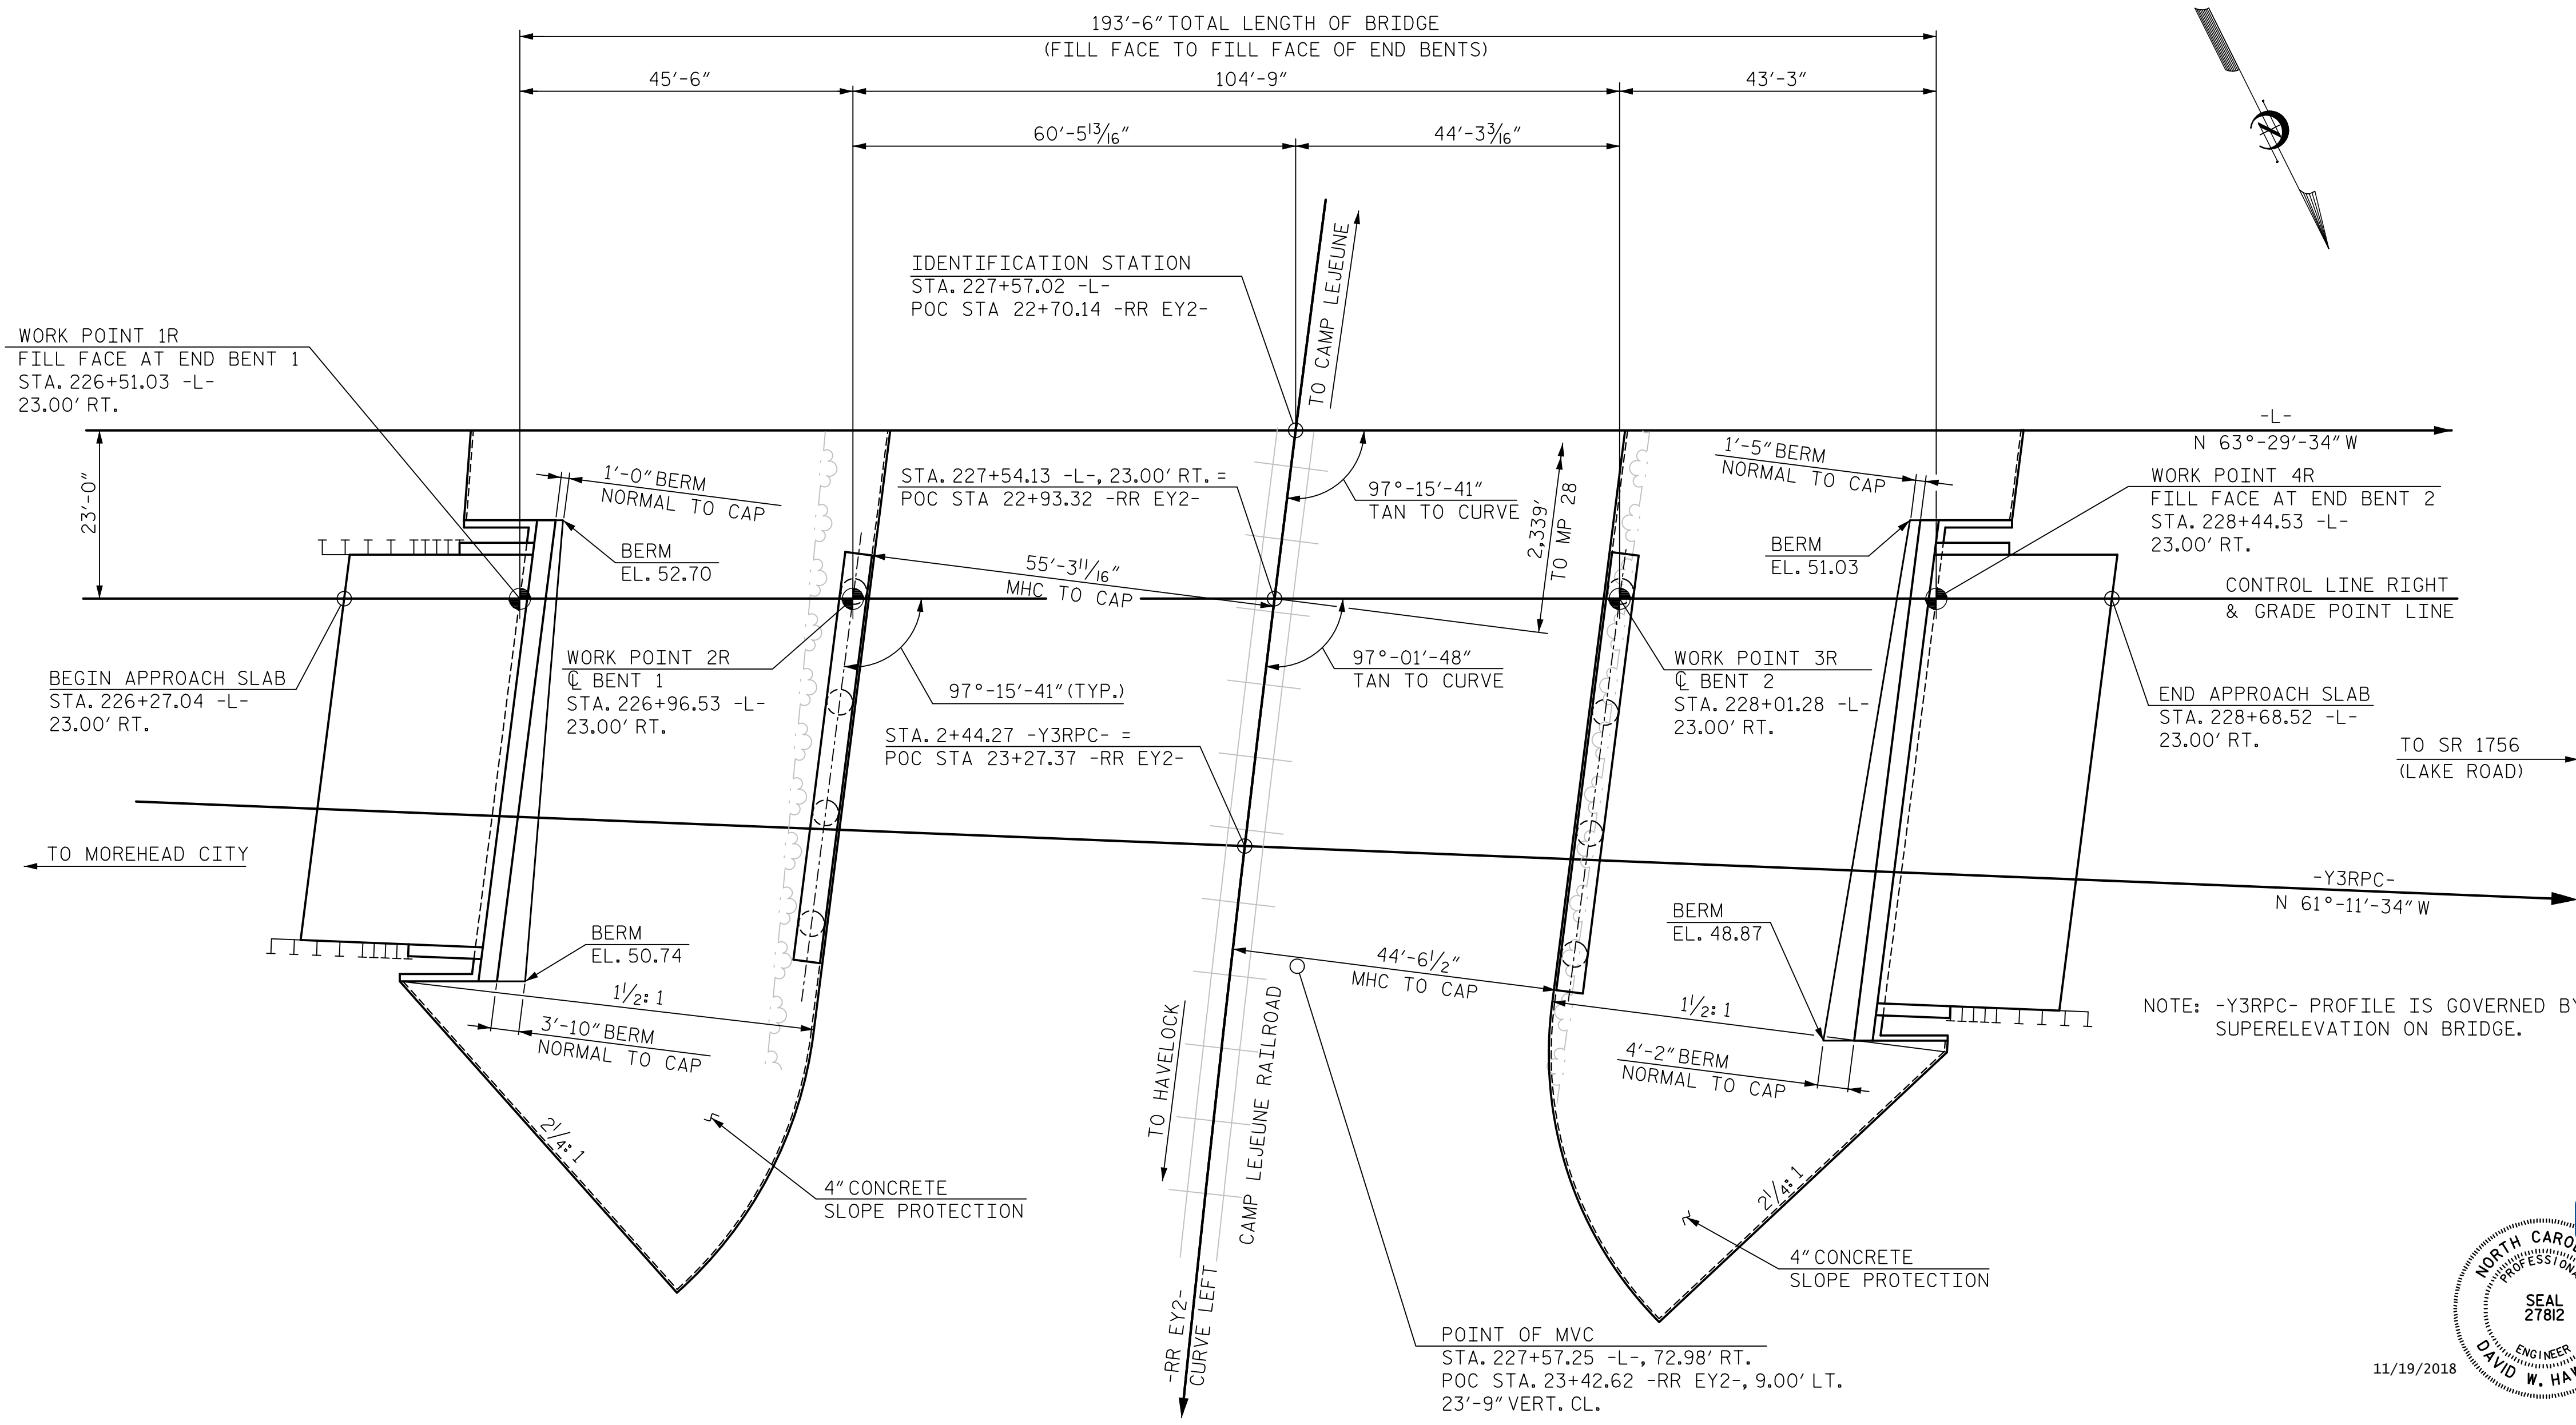 193'-6" TOTAL LENGTH OF BRIDGE
(FILL FACE TO FILL FACE OF END BENTS)
45'-6"
104'-9"
43'-3"
60'-5 13/16"
44'-3 3/16"
N
IDENTIFICATION STATION
STA. 227+57.02 -L-
POC STA 22+70.14 -RR EY2-
TO CAMP LEJEUNE
WORK POINT 1R
FILL FACE AT END BENT 1
STA. 226+51.03 -L-
23.00' RT.
-L-
N 63°-29'-34" W
23'-0"
1'-0" BERM
NORMAL TO CAP
STA. 227+54.13 -L-, 23.00' RT. =
POC STA 22+93.32 -RR EY2-
97°-15'-41"
TAN TO CURVE
2,339'
TO MP 28
1'-5" BERM
NORMAL TO CAP
WORK POINT 4R
FILL FACE AT END BENT 2
STA. 228+44.53 -L-
23.00' RT.
BERM
EL. 52.70
55'-3 11/16"
MHC TO CAP
BERM
EL. 51.03
CONTROL LINE RIGHT
& GRADE POINT LINE
BEGIN APPROACH SLAB
STA. 226+27.04 -L-
23.00' RT.
WORK POINT 2R
℄ BENT 1
STA. 226+96.53 -L-
23.00' RT.
97°-15'-41" (TYP.)
97°-01'-48"
TAN TO CURVE
WORK POINT 3R
℄ BENT 2
STA. 228+01.28 -L-
23.00' RT.
END APPROACH SLAB
STA. 228+68.52 -L-
23.00' RT.
STA. 2+44.27 -Y3RPC- =
POC STA 23+27.37 -RR EY2-
TO SR 1756
(LAKE ROAD)
TO MOREHEAD CITY
-Y3RPC-
N 61°-11'-34" W
BERM
EL. 50.74
BERM
EL. 48.87
44'-6 1/2"
MHC TO CAP
1 1/2: 1
1 1/2: 1
3'-10" BERM
NORMAL TO CAP
4'-2" BERM
NORMAL TO CAP
NOTE: -Y3RPC- PROFILE IS GOVERNED BY
SUPERELEVATION ON BRIDGE.
TO HAVELOCK
CAMP LEJEUNE RAILROAD
2 1/4: 1
2 1/4: 1
4" CONCRETE
SLOPE PROTECTION
4" CONCRETE
SLOPE PROTECTION
-RR EY2-
CURVE LEFT
POINT OF MVC
STA. 227+57.25 -L-, 72.98' RT.
POC STA. 23+42.62 -RR EY2-, 9.00' LT.
23'-9" VERT. CL.
NORTH
SEAL
27812
ENGINEER
DAVID W.
11/19/2018